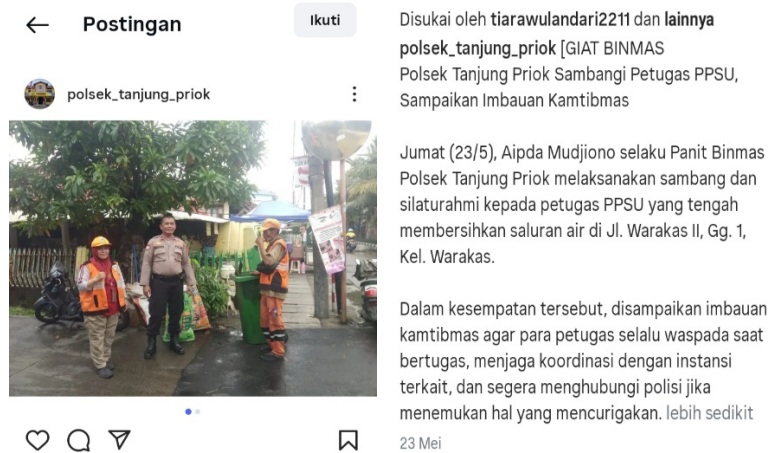 Postingan
Ikuti
polsek_tanjung_priok
Disukai oleh tiarawulandari2211 dan lainnya
polsek_tanjung_priok [GIAT BINMAS
Polsek Tanjung Priok Sambangi Petugas PPSU,
Sampaikan Imbauan Kamtibmas
Jumat (23/5), Aipda Mudjiono selaku Panit Binmas
Polsek Tanjung Priok melaksanakan sambang dan
silaturahmi kepada petugas PPSU yang tengah
membersihkan saluran air di Jl. Warakas II, Gg. 1,
Kel. Warakas.
Dalam kesempatan tersebut, disampaikan imbauan
kamtibmas agar para petugas selalu waspada saat
bertugas, menjaga koordinasi dengan instansi
terkait, dan segera menghubungi polisi jika
menemukan hal yang mencurigakan. lebih sedikit
23 Mei